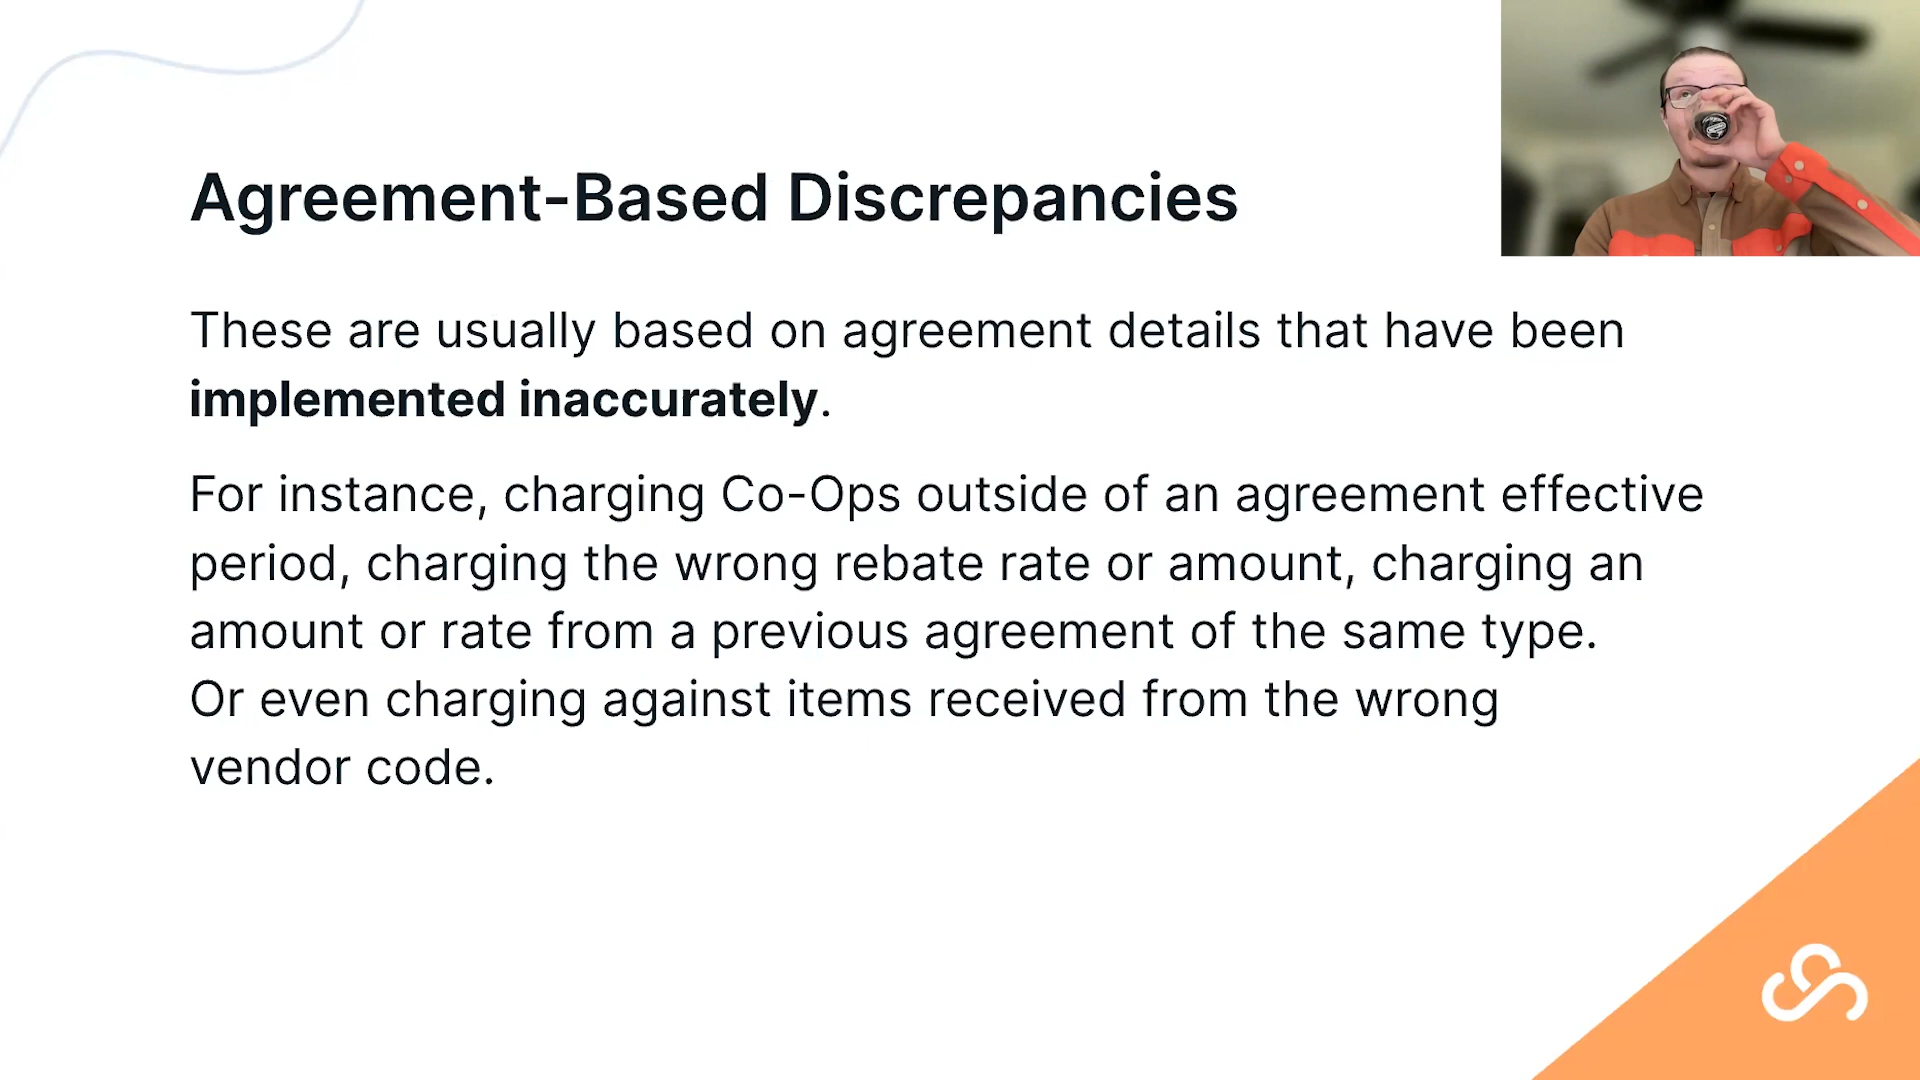 Agreement-Based Discrepancies
These are usually based on agreement details that have been
implemented inaccurately.
For instance, charging Co-Ops outside of an agreement effective
period, charging the wrong rebate rate or amount, charging an
amount or rate from a previous agreement of the same type.
Or even charging against items received from the wrong
vendor code.